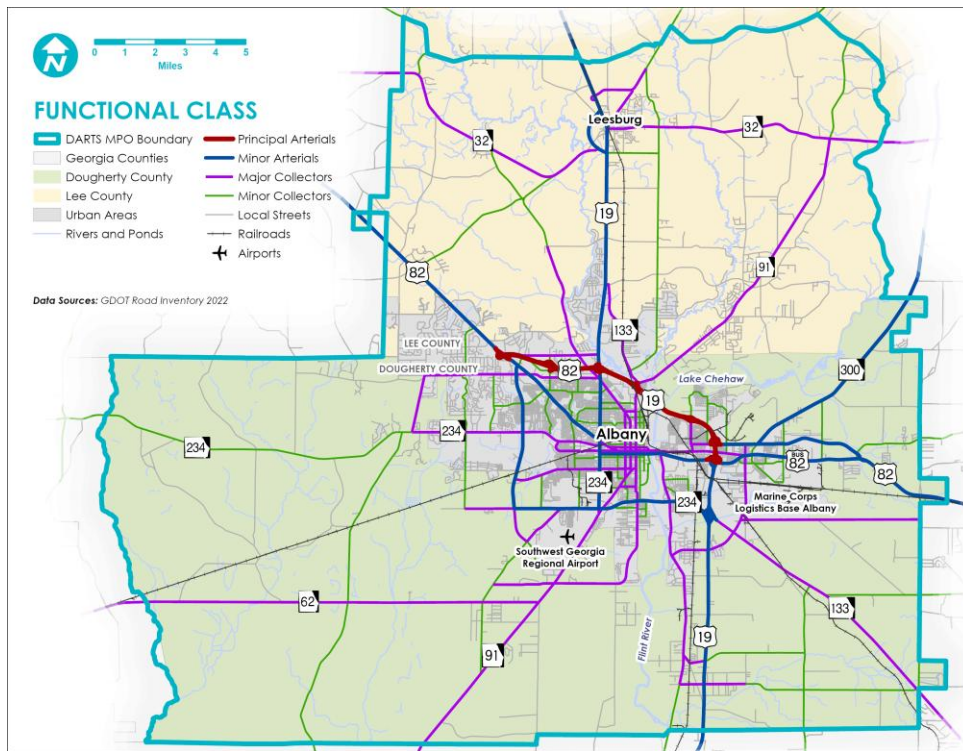 N
0 1 2 3 4 5
Miles
FUNCTIONAL CLASS
DARTS MPO Boundary
Georgia Counties
Dougherty County
Lee County
Urban Areas
Rivers and Ponds
Principal Arterials
Minor Arterials
Major Collectors
Minor Collectors
Local Streets
Railroads
Airports
Data Sources: GDOT Road Inventory 2022
Leesburg
32
32
19
82
91
133
LEE COUNTY
DOUGHERTY COUNTY
82
300
Lake Chehaw
19
234
234
Albany
BUS
82
82
234
234
Marine Corps
Logistics Base Albany
Southwest Georgia
Regional Airport
62
133
Flint River
19
91